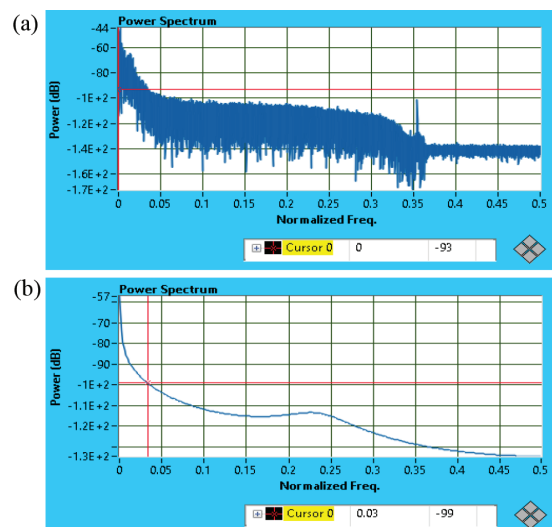 (a)
Power Spectrum
Power (dB)
-44
-60
-80
-1E+2
-1.2E+2
-1.4E+2
-1.6E+2
-1.7E+2
0 0.05 0.1 0.15 0.2 0.25 0.3 0.35 0.4 0.45 0.5
Normalized Freq.
Cursor 0 0 -93
(b)
Power Spectrum
Power (dB)
-57
-70
-80
-90
-1E+2
-1.1E+2
-1.2E+2
-1.3E+2
0 0.05 0.1 0.15 0.2 0.25 0.3 0.35 0.4 0.45 0.5
Normalized Freq.
Cursor 0 0.03 -99